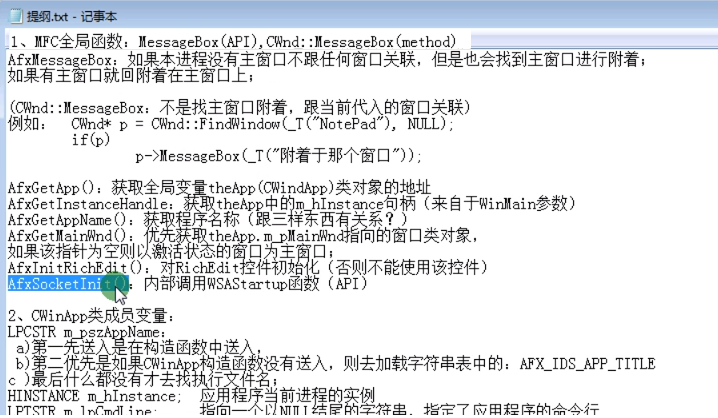 提纲.txt - 记事本
1、MFC全局函数：MessageBox(API),CWnd::MessageBox(method)
AfxMessageBox：如果本进程没有主窗口不跟任何窗口关联，但是也会找到主窗口进行附着；
如果有主窗口就回附着在主窗口上；
(CWnd::MessageBox：不是找主窗口附着，跟当前代入的窗口关联)
例如： CWnd* p = CWnd::FindWindow(_T("NotePad"), NULL);
if(p)
p->MessageBox(_T("附着于那个窗口"));
AfxGetApp()：获取全局变量theApp(CWindApp)类对象的地址
AfxGetInstanceHandle：获取theApp中的m_hInstance句柄（来自于WinMain参数）
AfxGetAppName()：获取程序名称（跟三样东西有关系？）
AfxGetMainWnd()：优先获取theApp.m_pMainWnd指向的窗口类对象，
如果该指针为空则以激活状态的窗口为主窗口；
AfxInitRichEdit()：对RichEdit控件初始化（否则不能使用该控件）
AfxSocketInit()：内部调用WSAStartup函数（API）
2、CWinApp类成员变量：
LPCSTR m_pszAppName：
a)第一先送入是在构造函数中送入，
b)第二优先是如果CWinApp构造函数没有送入，则去加载字符串表中的：AFX_IDS_APP_TITLE
c )最后什么都没有才去找执行文件名；
HINSTANCE m_hInstance; 应用程序当前进程的实例
LPTSTR m_lpCmdLine; 指向一个以NULL结尾的字符串，指定了应用程序的命令行